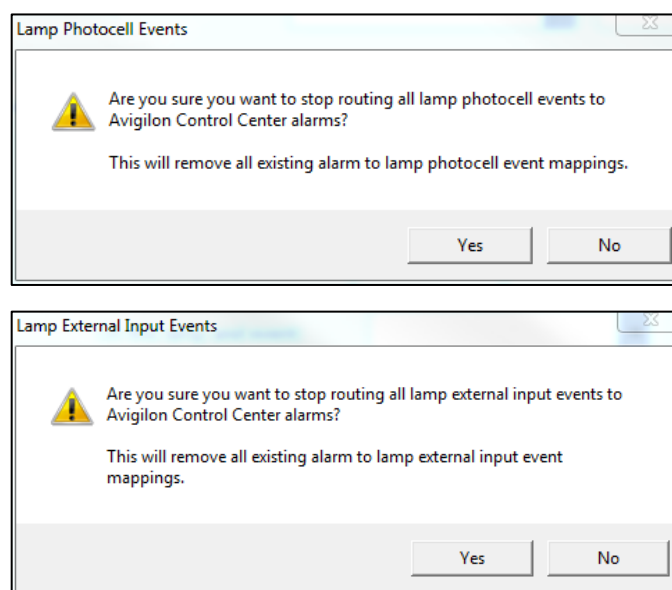 Lamp Photocell Events
Are you sure you want to stop routing all lamp photocell events to
Avigilon Control Center alarms?
This will remove all existing alarm to lamp photocell event mappings.
Yes No
Lamp External Input Events
Are you sure you want to stop routing all lamp external input events to
Avigilon Control Center alarms?
This will remove all existing alarm to lamp external input event
mappings.
Yes No